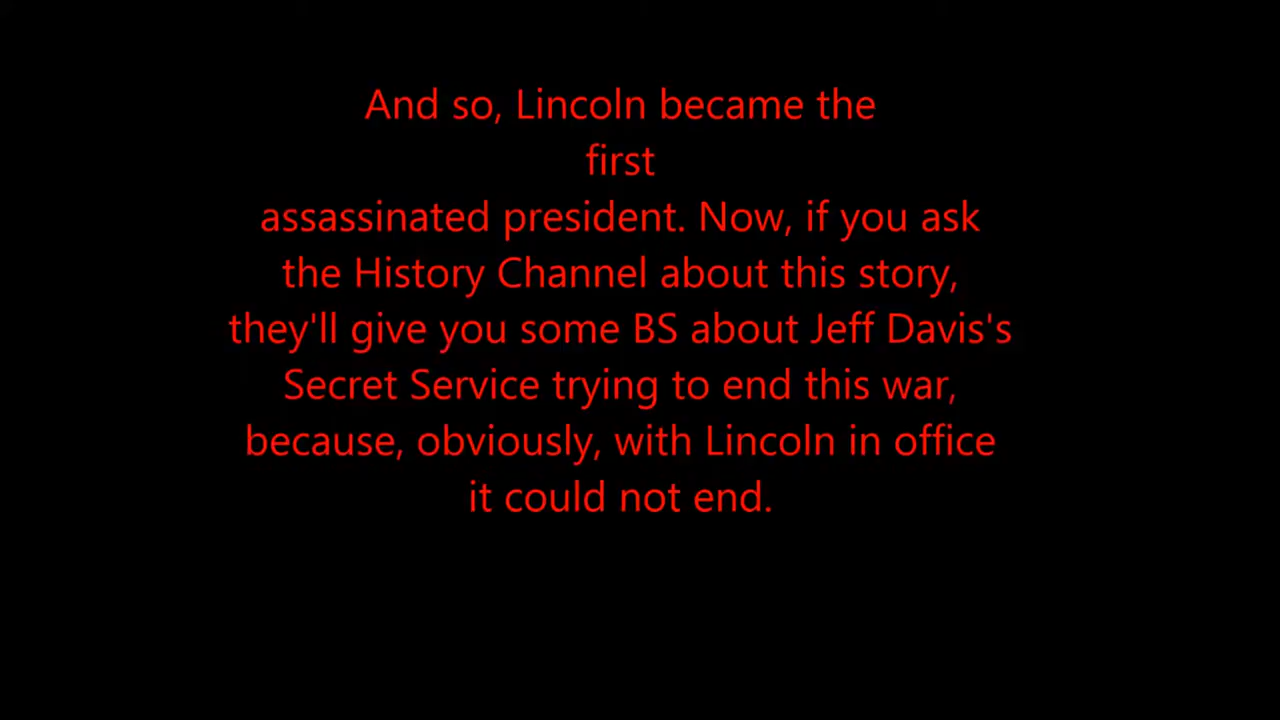 And so, Lincoln became the
first
assassinated president. Now, if you ask
the History Channel about this story,
they'll give you some BS about Jeff Davis's
Secret Service trying to end this war,
because, obviously, with Lincoln in office
it could not end.